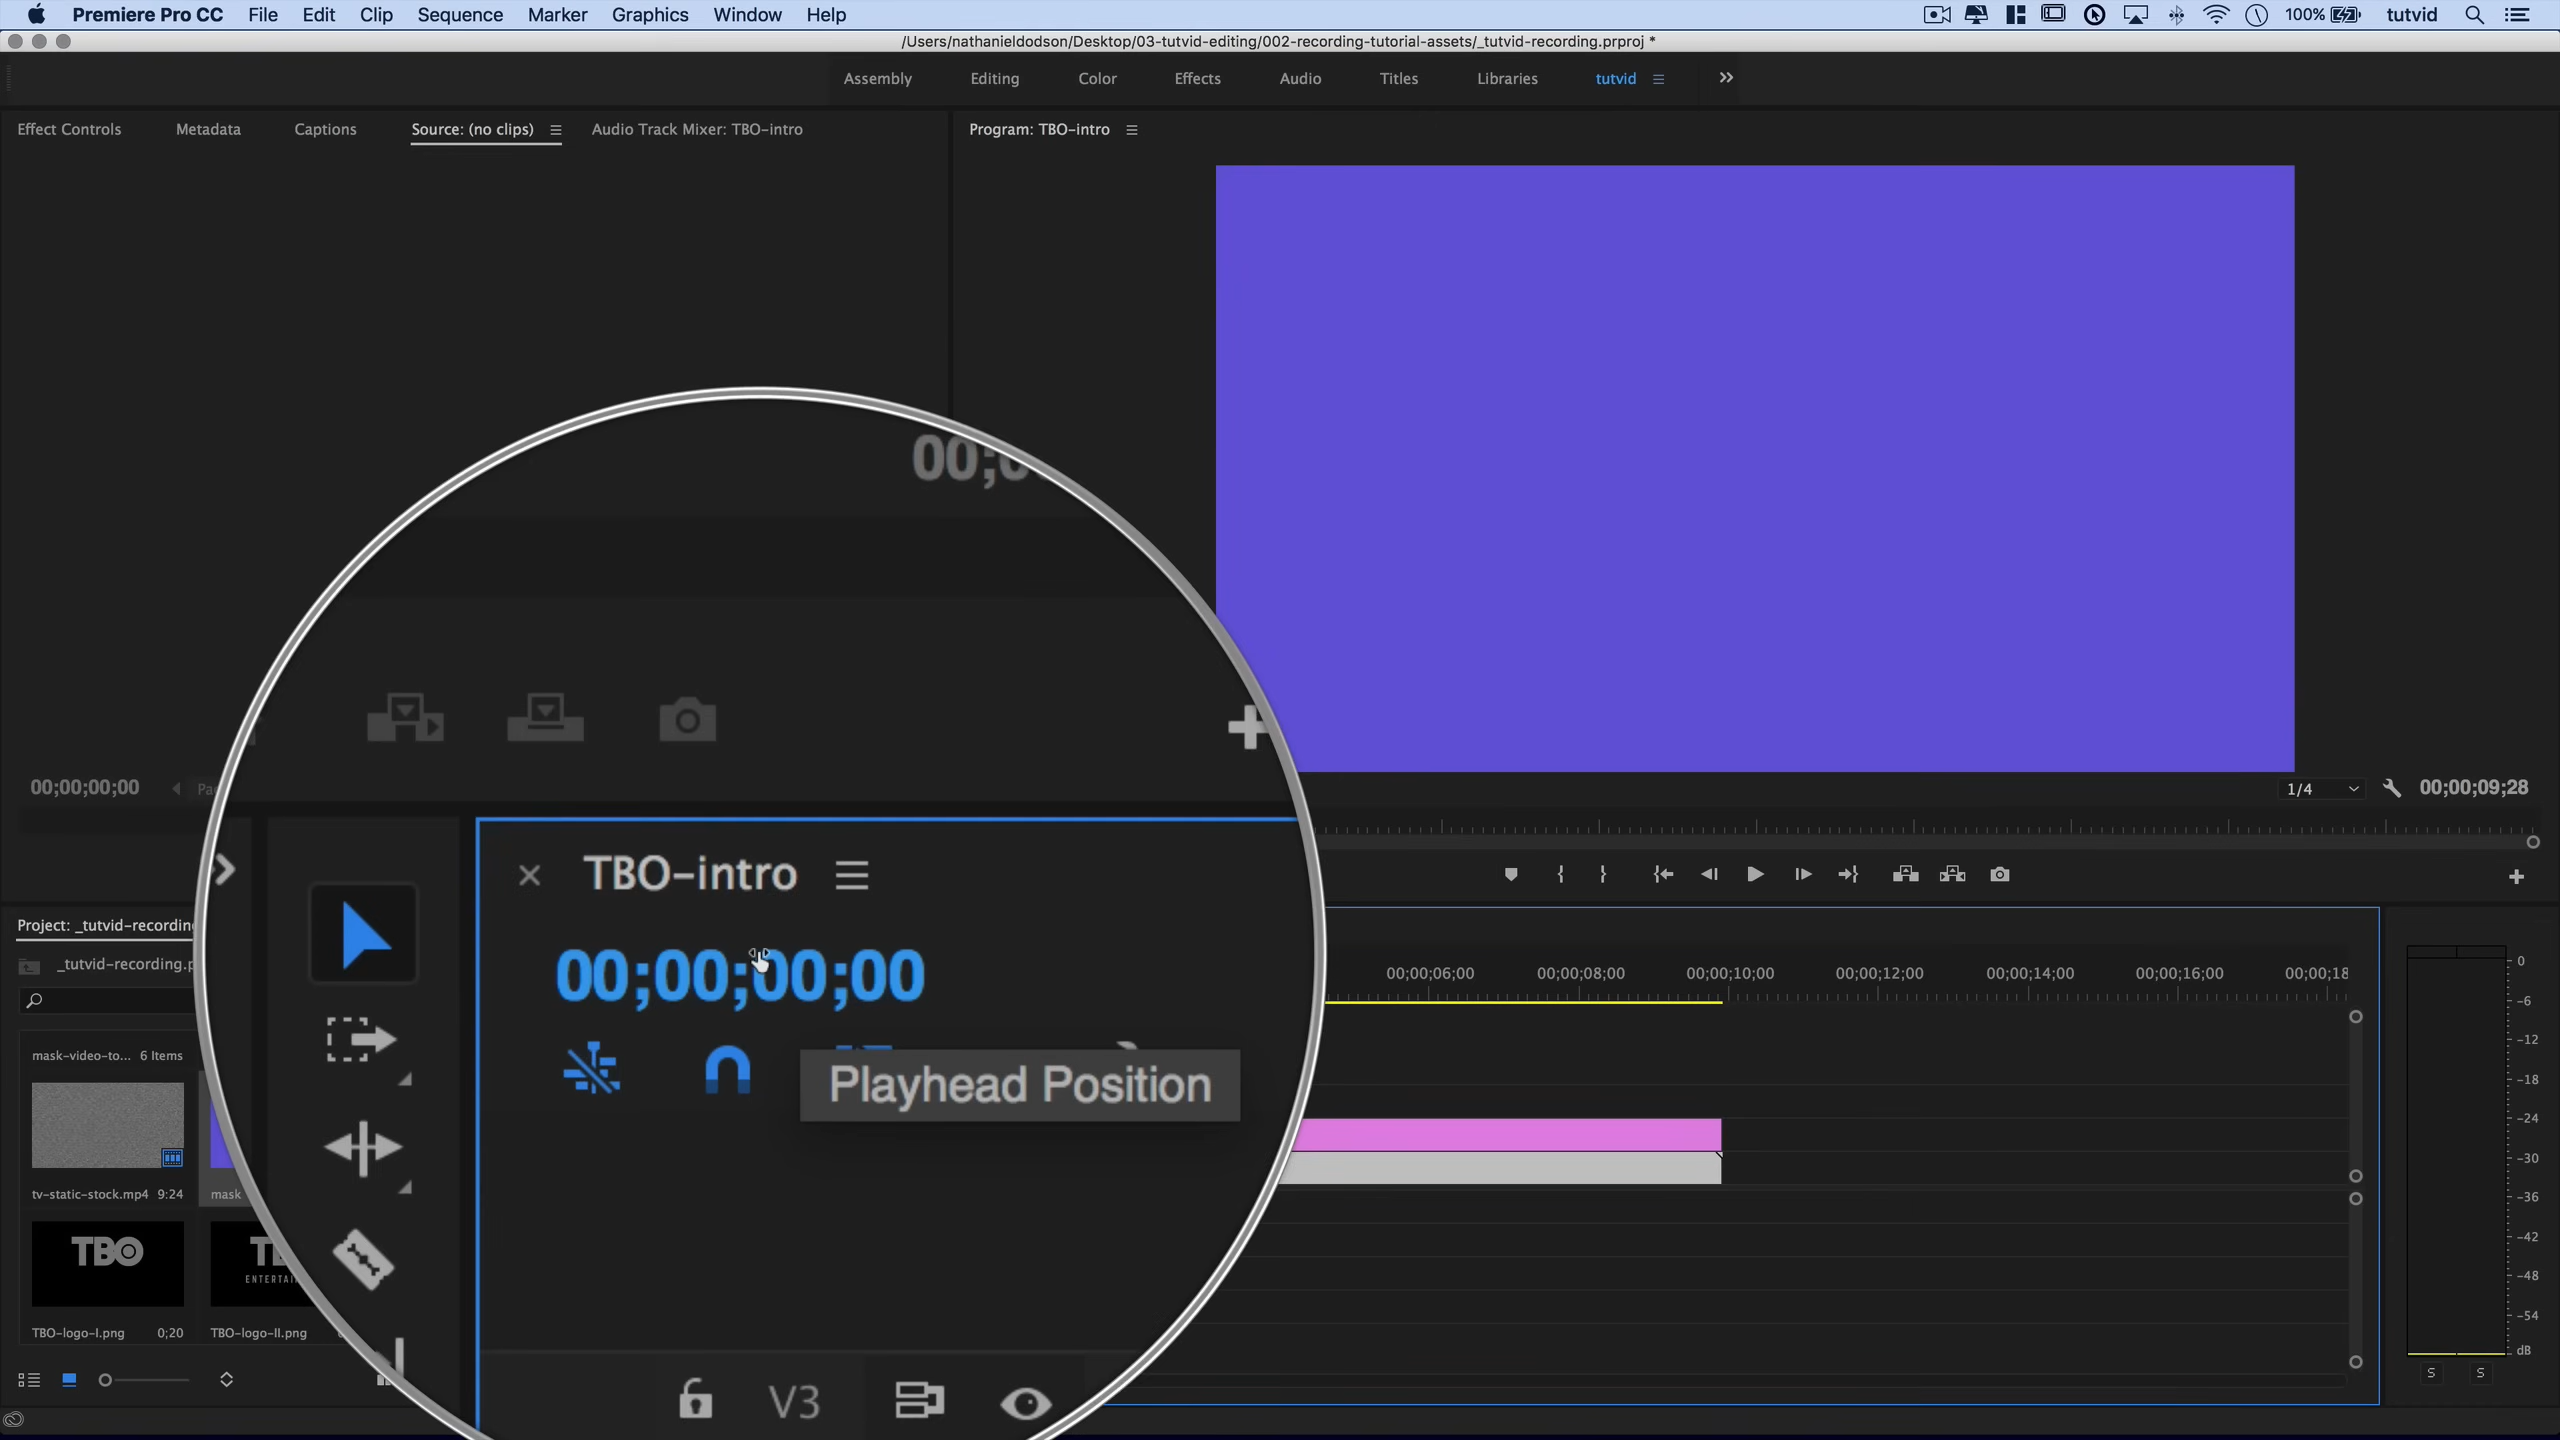 Premiere Pro CC File Edit Clip Sequence Marker Graphics Window Help 100% tutvid
/Users/nathanieldodson/Desktop/03-tutvid-editing/002-recording-tutorial-assets/_tutvid-recording.prproj *
Assembly Editing Color Effects Audio Titles Libraries tutvid
Effect Controls Metadata Captions Source: (no clips) Audio Track Mixer: TBO-intro Program: TBO-intro
00;00;00;00 1/4 00;00;09;28
TBO-intro
00;00;00;00
Playhead Position
V3
00;00;06;00 00;00;08;00 00;00;10;00 00;00;12;00 00;00;14;00 00;00;16;00 00;00;18
Project: _tutvid-recording
_tutvid-recording.p
mask-video-to... 6 Items
tv-static-stock.mp4 9:24 mask
TBO
ENTERTAI
TBO-logo-I.png 0;20 TBO-logo-II.png
0
-6
-12
-18
-24
-30
-36
-42
-48
-54
dB
S S